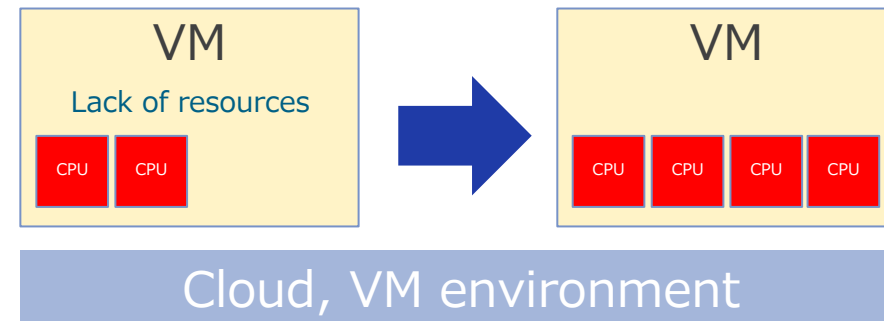 VM
Lack of resources
CPU CPU
VM
CPU CPU CPU CPU
Cloud, VM environment